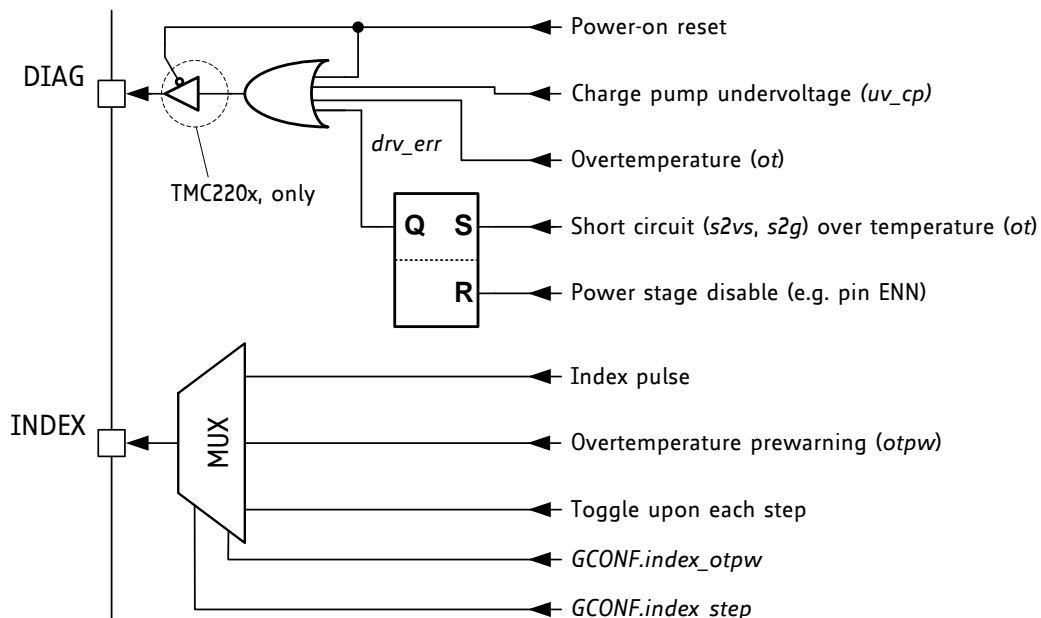 Power-on reset
DIAG
Charge pump undervoltage (uv_cp)
drv_err
Overtemperature (ot)
TMC220x, only
Q S
Short circuit (s2vs, s2g) over temperature (ot)
R
Power stage disable (e.g. pin ENN)
Index pulse
INDEX
MUX
Overtemperature prewarning (otpw)
Toggle upon each step
GCONF.index_otpw
GCONF.index_step